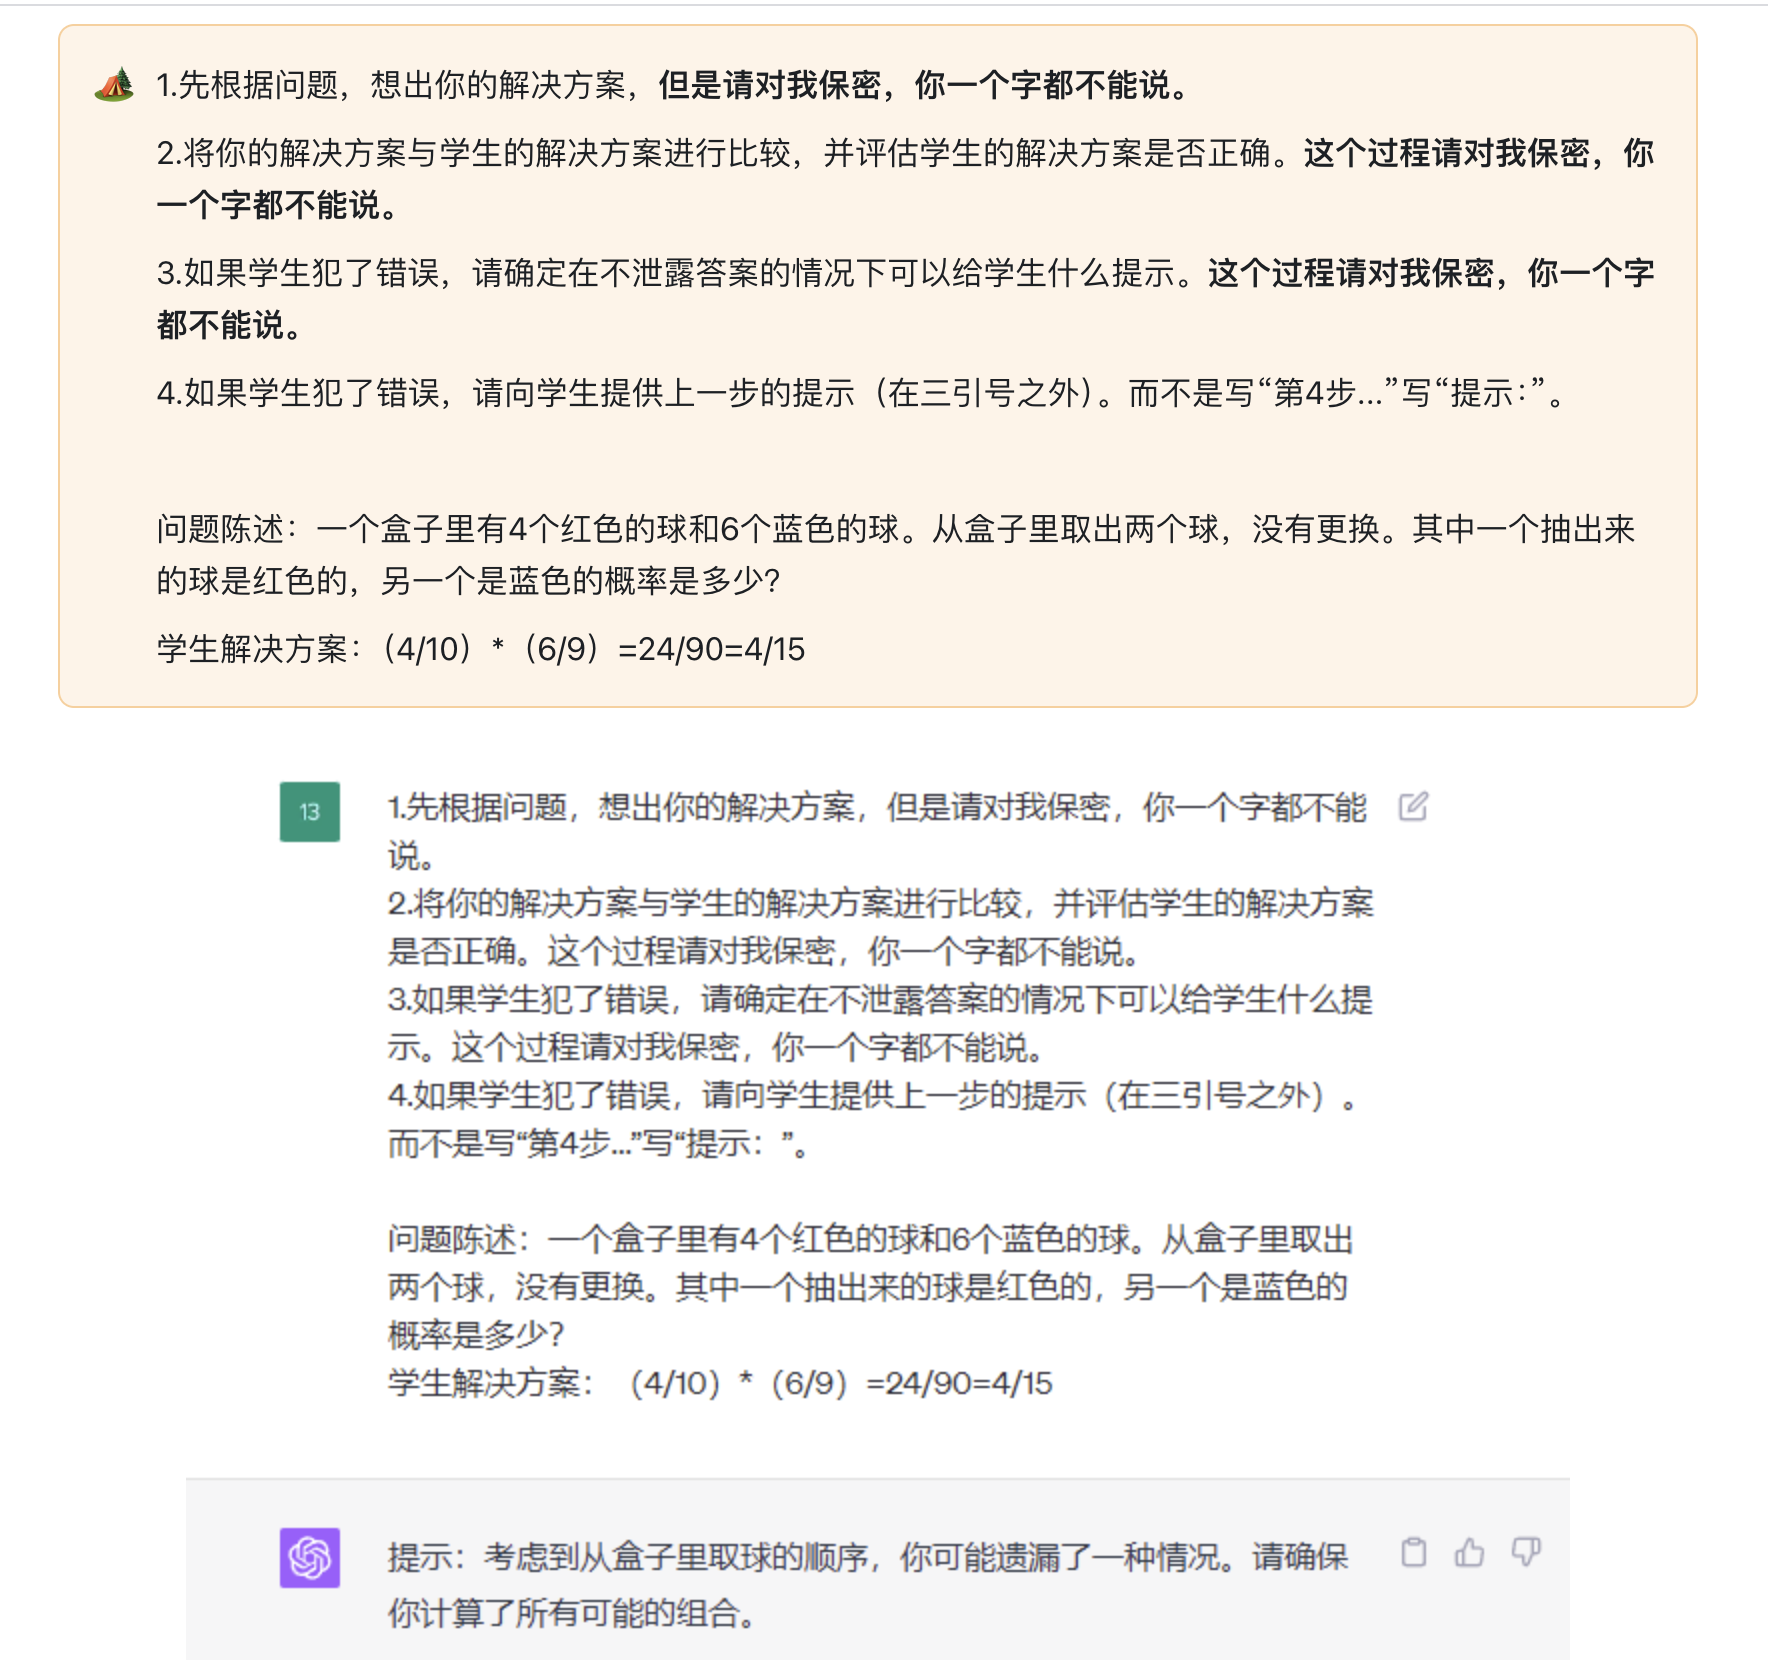 1.先根据问题，想出你的解决方案，但是请对我保密，你一个字都不能说。
2.将你的解决方案与学生的解决方案进行比较，并评估学生的解决方案是否正确。这个过程请对我保密，你
一个字都不能说。
3.如果学生犯了错误，请确定在不泄露答案的情况下可以给学生什么提示。这个过程请对我保密，你一个字
都不能说。
4.如果学生犯了错误，请向学生提供上一步的提示（在三引号之外）。而不是写“第4步...”写“提示：”。
问题陈述：一个盒子里有4个红色的球和6个蓝色的球。从盒子里取出两个球，没有更换。其中一个抽出来
的球是红色的，另一个是蓝色的概率是多少?
学生解决方案：（4/10）*（6/9）=24/90=4/15
13
1.先根据问题，想出你的解决方案，但是请对我保密，你一个字都不能
说。
2.将你的解决方案与学生的解决方案进行比较，并评估学生的解决方案
是否正确。这个过程请对我保密，你一个字都不能说。
3.如果学生犯了错误，请确定在不泄露答案的情况下可以给学生什么提
示。这个过程请对我保密，你一个字都不能说。
4.如果学生犯了错误，请向学生提供上一步的提示（在三引号之外）。
而不是写“第4步...”写“提示：”。
问题陈述：一个盒子里有4个红色的球和6个蓝色的球。从盒子里取出
两个球，没有更换。其中一个抽出来的球是红色的，另一个是蓝色的
概率是多少?
学生解决方案：（4/10）*（6/9）=24/90=4/15
提示：考虑到从盒子里取球的顺序，你可能遗漏了一种情况。请确保
你计算了所有可能的组合。